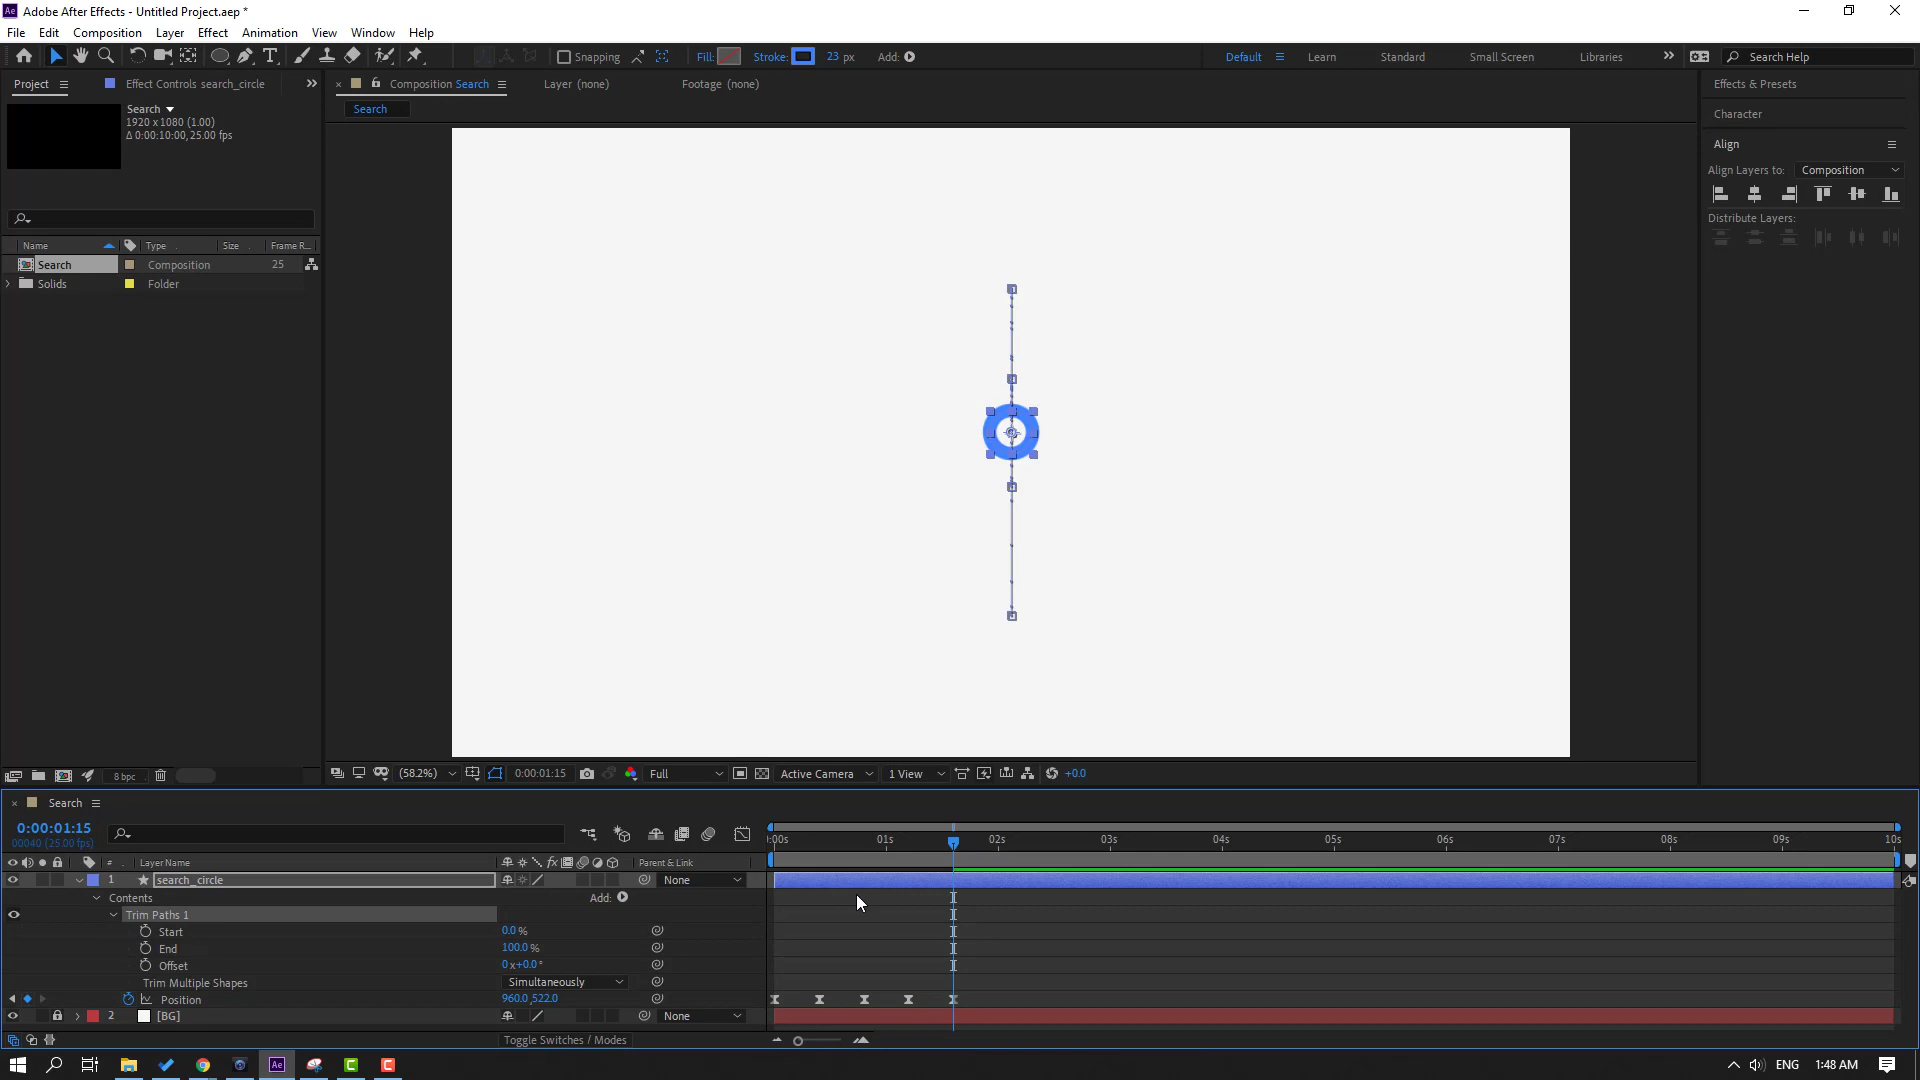 Adobe After Effects - Untitled Project.aep *
File Edit Composition Layer Effect Animation View Window Help
Snapping Fill: Stroke: 23 px Add: Default Learn Standard Small Screen Libraries Search Help
Project Effect Controls search_circle Composition Search Layer (none) Footage (none) Effects & Presets
Search
1920 x 1080 (1.00)
Δ 0:00:10:00, 25.00 fps
Search
Character
Align
Align Layers to: Composition
Distribute Layers:
Name Type Size Frame R...
Search Composition 25
Solids Folder
8 bpc (58.2%) 0:00:01:15 Full Active Camera 1 View +0.0
Search
0:00:01:15
00040 (25.00 fps)
:00s 01s 02s 03s 04s 05s 06s 07s 08s 09s 10s
# Layer Name Parent & Link
1 search_circle None
Contents Add:
Trim Paths 1
Start 0.0 %
End 100.0 %
Offset 0 x+0.0 °
Trim Multiple Shapes Simultaneously
Position 960.0,522.0
2 [BG] None
Toggle Switches / Modes
Ae ENG 1:48 AM